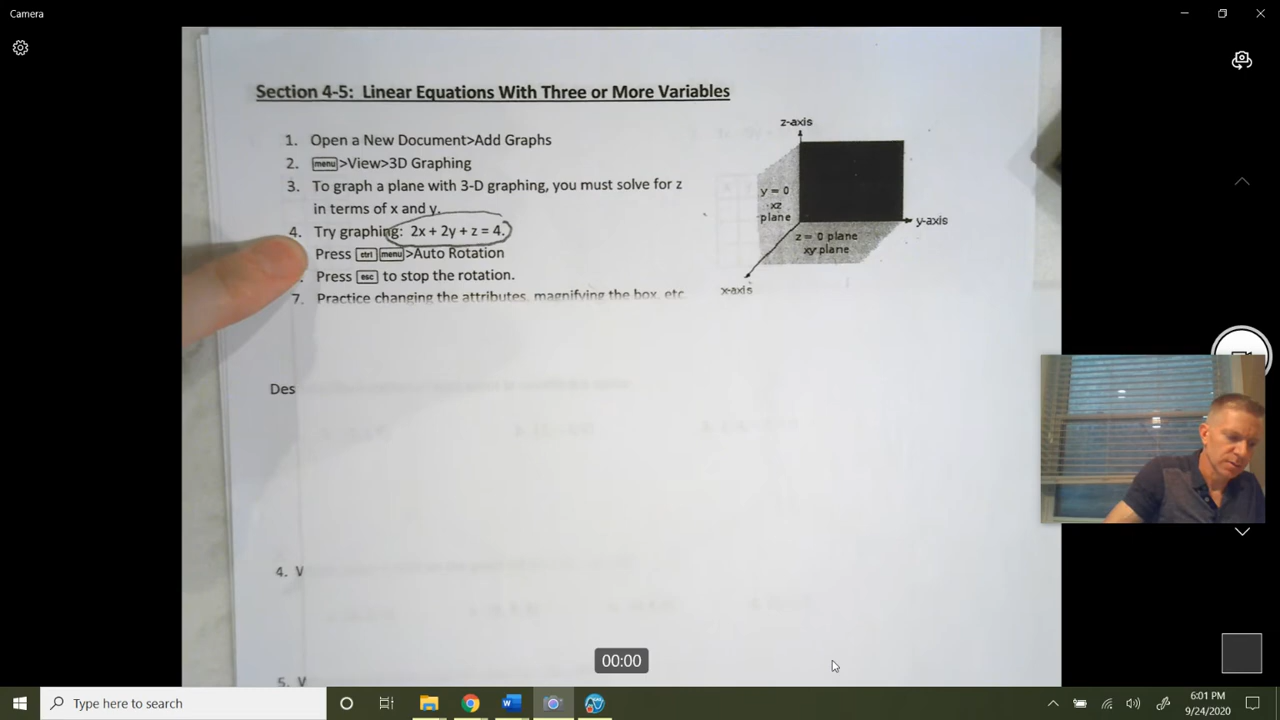 Camera
Section 4-5: Linear Equations With Three or More Variables
1. Open a New Document>Add Graphs
2. menu >View>3D Graphing
3. To graph a plane with 3-D graphing, you must solve for z
in terms of x and y.
4. Try graphing: 2x + 2y + z = 4.
Press ctrl menu >Auto Rotation
Press esc to stop the rotation.
7. Practice changing the attributes, magnifying the box, etc
z-axis
y = 0
xz
plane
y-axis
z = 0 plane
xy plane
x-axis
Des
4. V
5. V
00:00
Type here to search
6:01 PM
9/24/2020